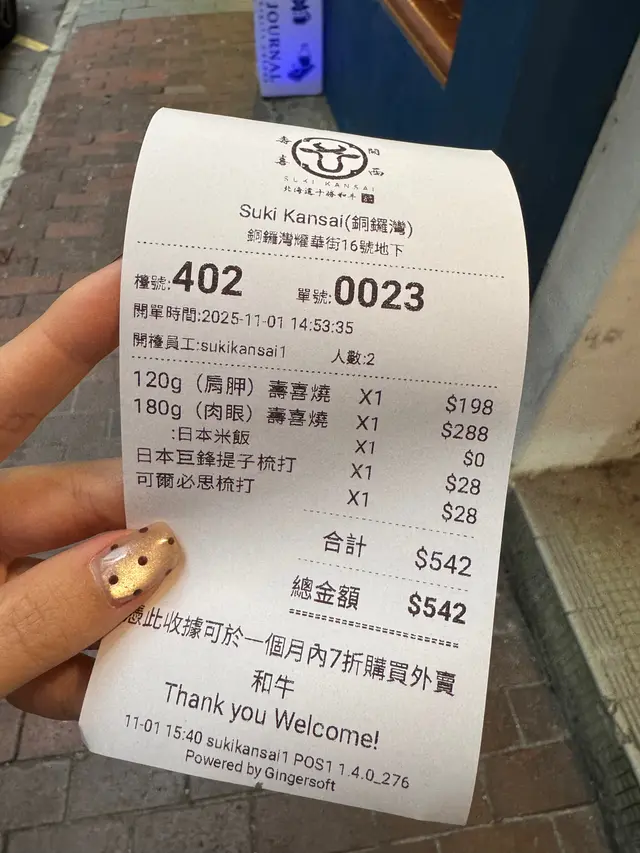 JOURNAL
壽喜 関西
SUKI KANSAI
北海道十勝和牛
Suki Kansai(銅鑼灣)
銅鑼灣耀華街16號地下
檯號:402 單號:0023
開單時間:2025-11-01 14:53:35
開檯員工:sukikansai1 人數:2
120g（肩胛）壽喜燒 X1 $198
180g（肉眼）壽喜燒 X1 $288
:日本米飯 X1 $0
日本巨鋒提子梳打 X1 $28
可爾必思梳打 X1 $28
合計 $542
總金額 $542
憑此收據可於一個月內7折購買外賣
和牛
Thank you Welcome!
11-01 15:40 sukikansai1 POS1 1.4.0_276
Powered by Gingersoft